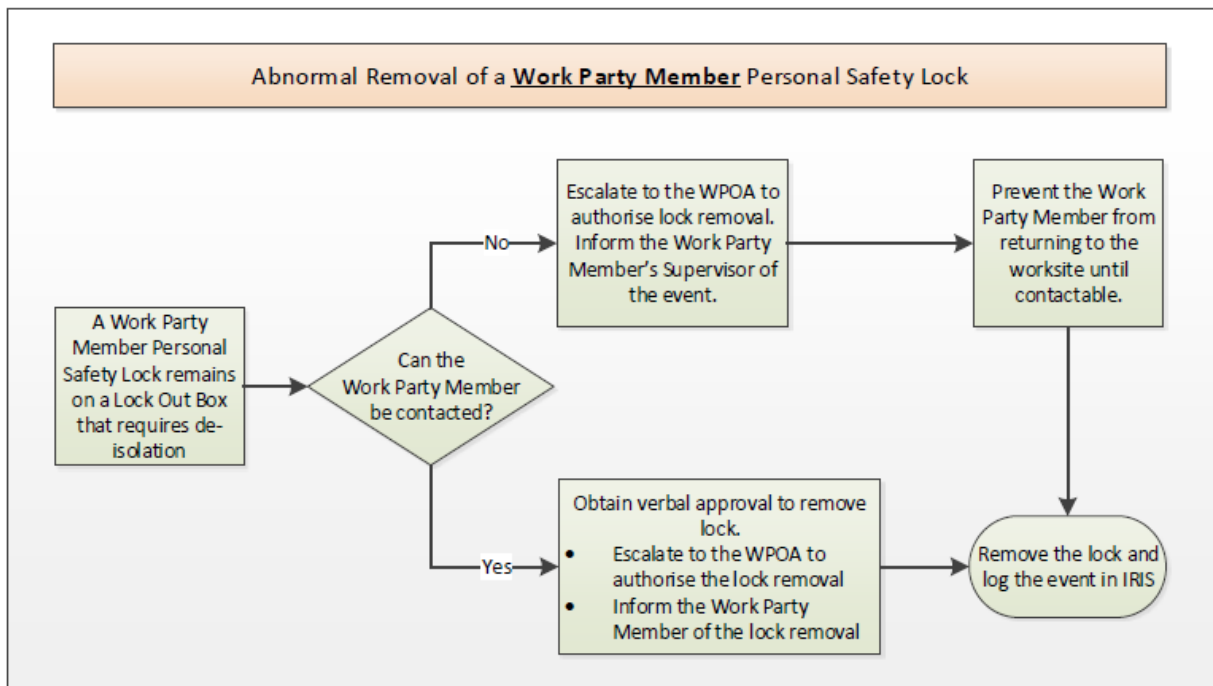 Abnormal Removal of a Work Party Member Personal Safety Lock
A Work Party
Member Personal
Safety Lock remains
on a Lock Out Box
that requires de-
isolation
Can the
Work Party Member
be contacted?
No
Escalate to the WPOA to
authorise lock removal.
Inform the Work Party
Member's Supervisor of
the event.
Prevent the Work
Party Member from
returning to the
worksite until
contactable.
Yes
Obtain verbal approval to remove
lock.
• Escalate to the WPOA to
authorise the lock removal
• Inform the Work Party
Member of the lock removal
Remove the lock and
log the event in IRIS